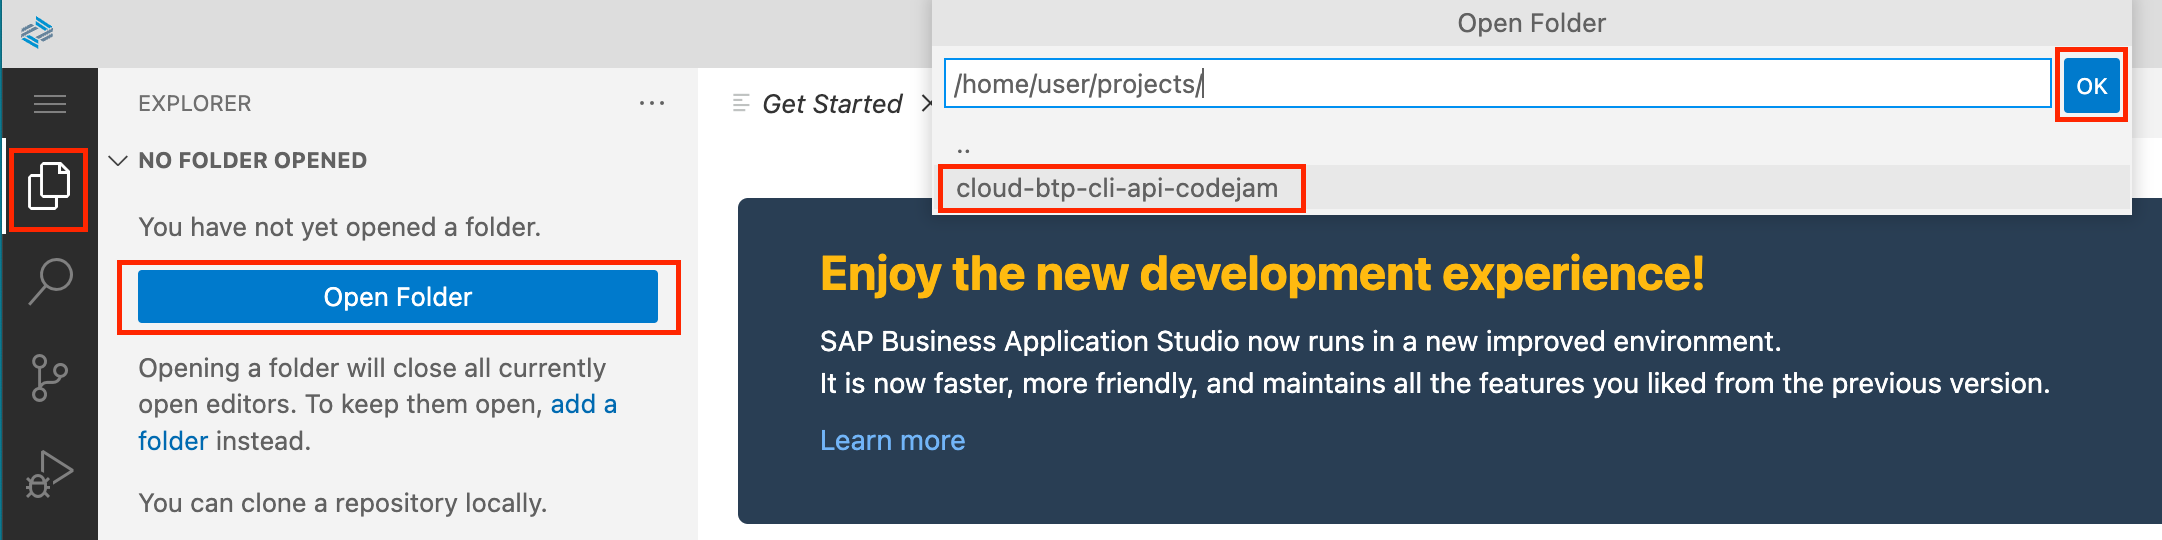 EXPLORER
NO FOLDER OPENED
You have not yet opened a folder.
Open Folder
Opening a folder will close all currently
open editors. To keep them open, add a
folder instead.
You can clone a repository locally.
Get Started
Open Folder
/home/user/projects/
OK
..
cloud-btp-cli-api-codejam
Enjoy the new development experience!
SAP Business Application Studio now runs in a new improved environment.
It is now faster, more friendly, and maintains all the features you liked from the previous version.
Learn more